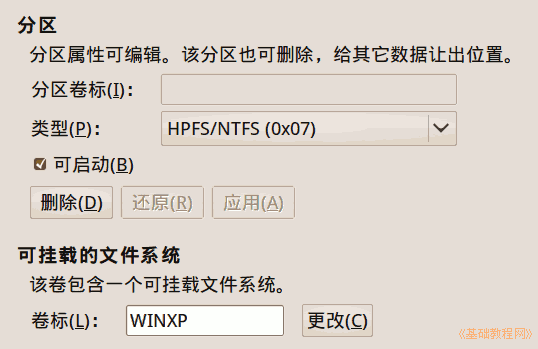 分区
分区属性可编辑。该分区也可删除，给其它数据让出位置。
分区卷标(I)：
类型(P)： HPFS/NTFS (0x07)
可启动(B)
删除(D) 还原(R) 应用(A)
可挂载的文件系统
该卷包含一个可挂载文件系统。
卷标(L)： WINXP 更改(C)
《基础教程网》